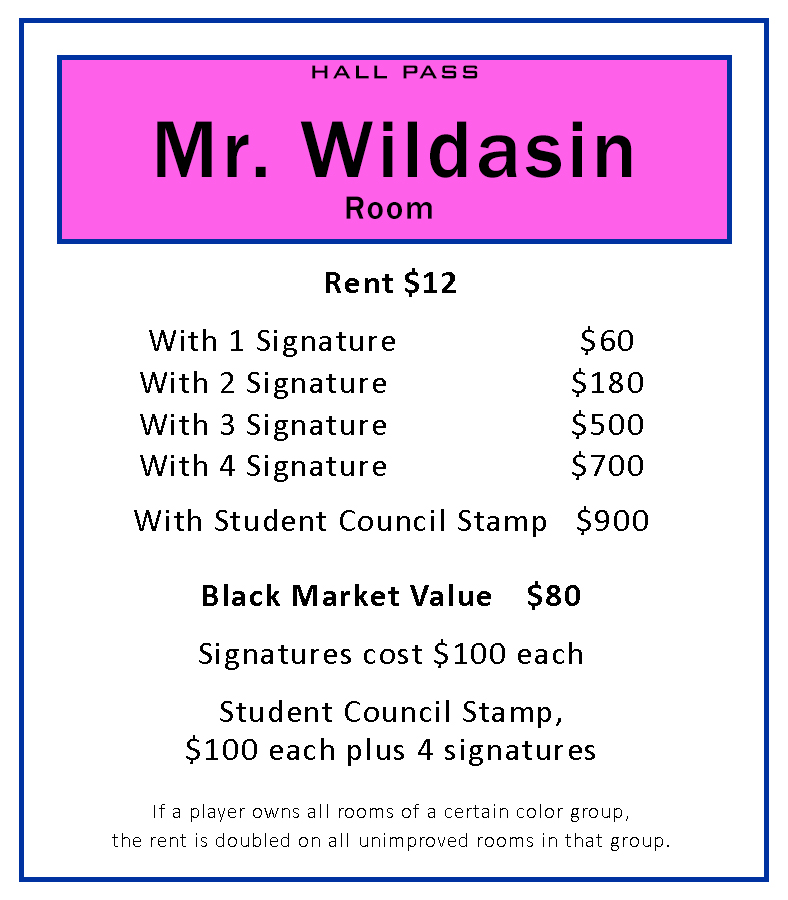 HALL PASS
Mr. Wildasin
Room
Rent $12
With 1 Signature $60
With 2 Signature $180
With 3 Signature $500
With 4 Signature $700
With Student Council Stamp $900
Black Market Value $80
Signatures cost $100 each
Student Council Stamp,
$100 each plus 4 signatures
If a player owns all rooms of a certain color group,
the rent is doubled on all unimproved rooms in that group.